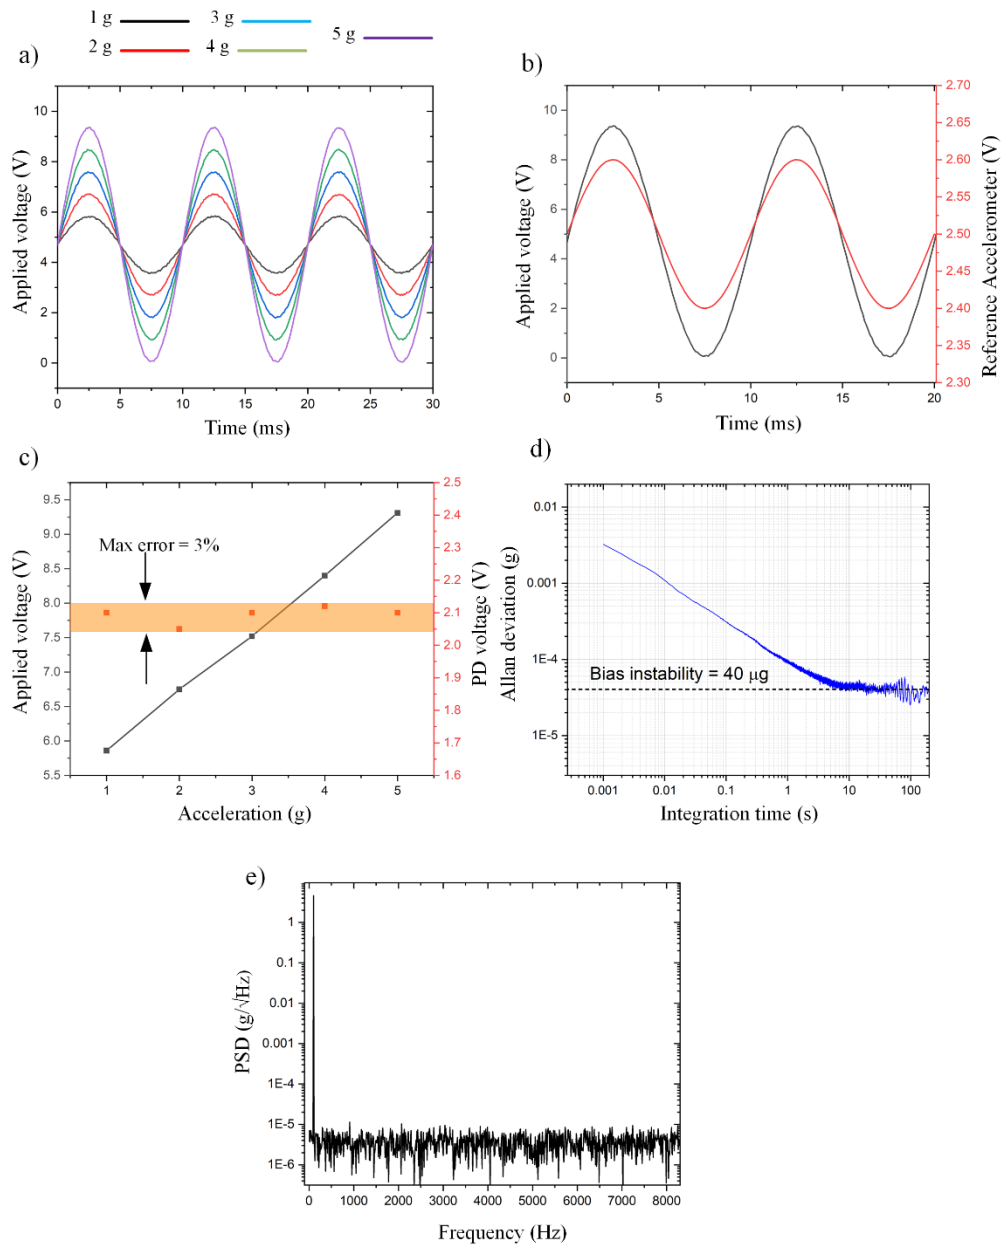 1 g
3 g
5 g
2 g
4 g
a)
10
8
6
4
2
0
Applied voltage (V)
0 5 10 15 20 25 30
Time (ms)
b)
10
8
6
4
2
0
Applied voltage (V)
2.70
2.65
2.60
2.55
2.50
2.45
2.40
2.35
2.30
Reference Accelerometer (V)
0 5 10 15 20
Time (ms)
c)
9.5
9.0
8.5
8.0
7.5
7.0
6.5
6.0
5.5
Applied voltage (V)
Max error = 3%
2.5
2.4
2.3
2.2
2.1
2.0
1.9
1.8
1.7
1.6
PD voltage (V)
1 2 3 4 5
Acceleration (g)
d)
0.01
0.001
1E-4
1E-5
Allan deviation (g)
Bias instability = 40 μg
0.001 0.01 0.1 1 10 100
Integration time (s)
e)
1
0.1
0.01
0.001
1E-4
1E-5
1E-6
PSD (g/√Hz)
0 1000 2000 3000 4000 5000 6000 7000 8000
Frequency (Hz)